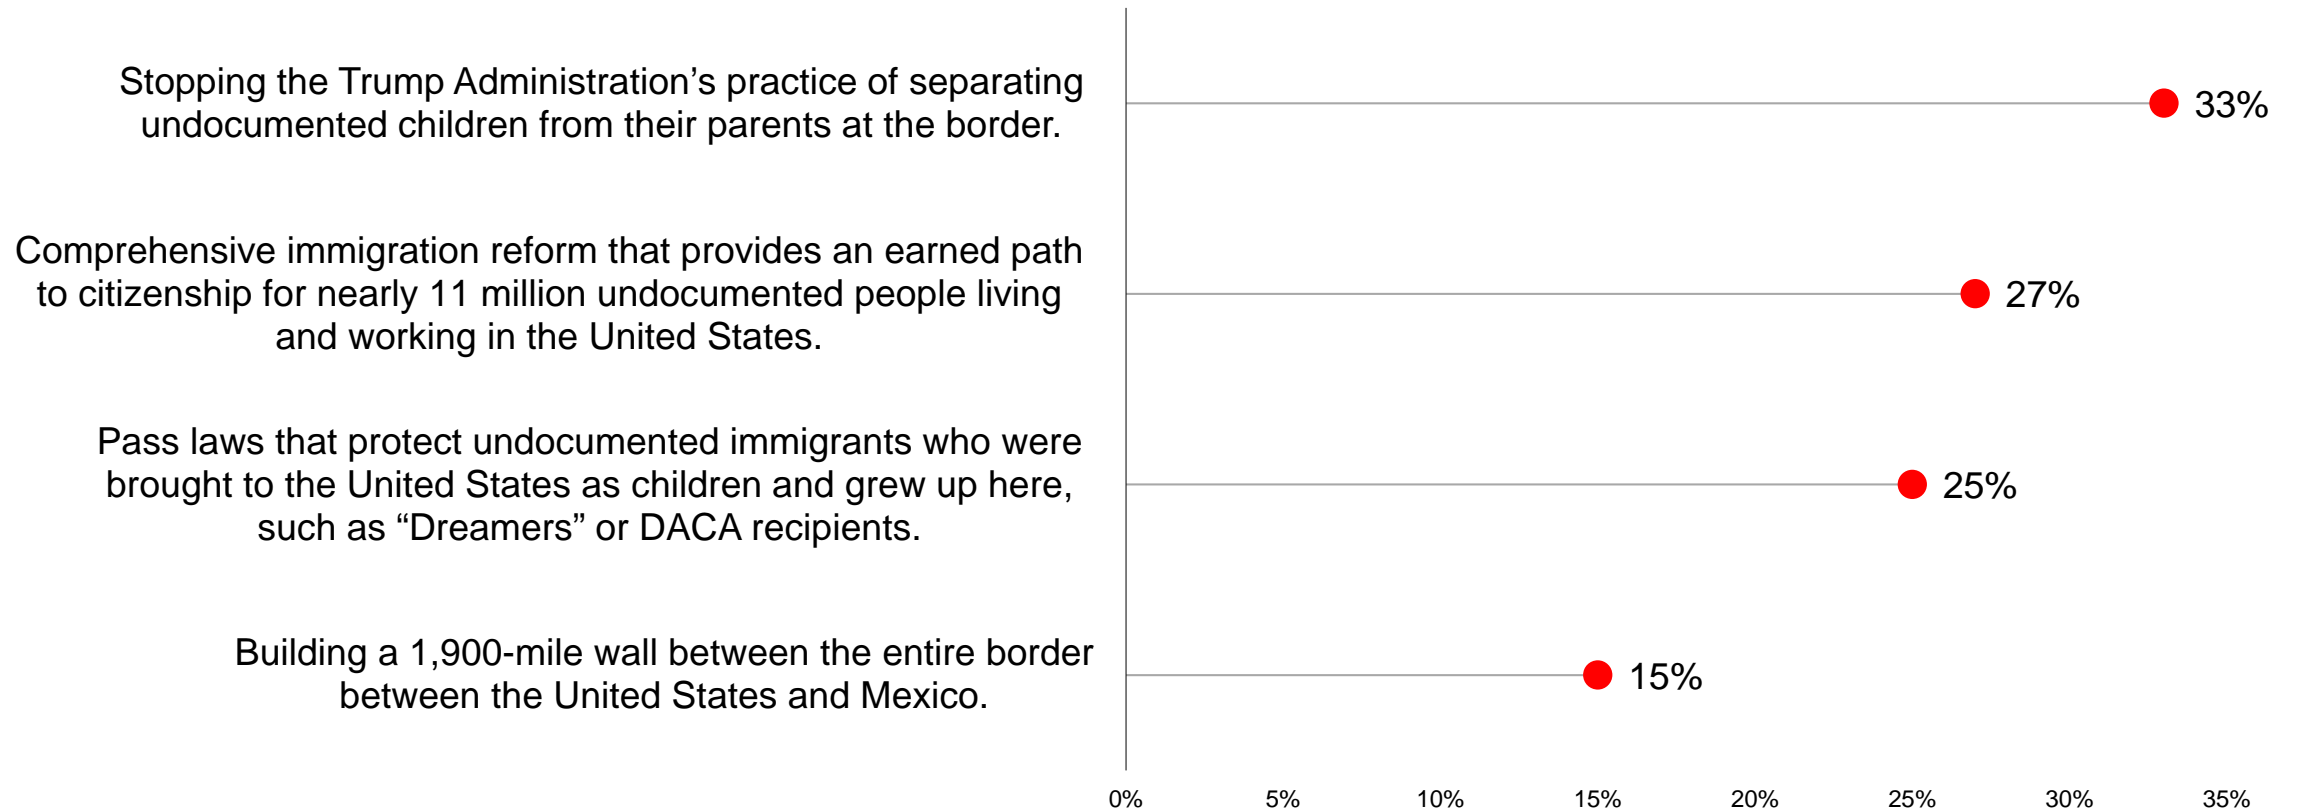 Stopping the Trump Administration’s practice of separating
undocumented children from their parents at the border.
33%
Comprehensive immigration reform that provides an earned path
to citizenship for nearly 11 million undocumented people living
and working in the United States.
27%
Pass laws that protect undocumented immigrants who were
brought to the United States as children and grew up here,
such as “Dreamers” or DACA recipients.
25%
Building a 1,900-mile wall between the entire border
between the United States and Mexico.
15%
0% 5% 10% 15% 20% 25% 30% 35%